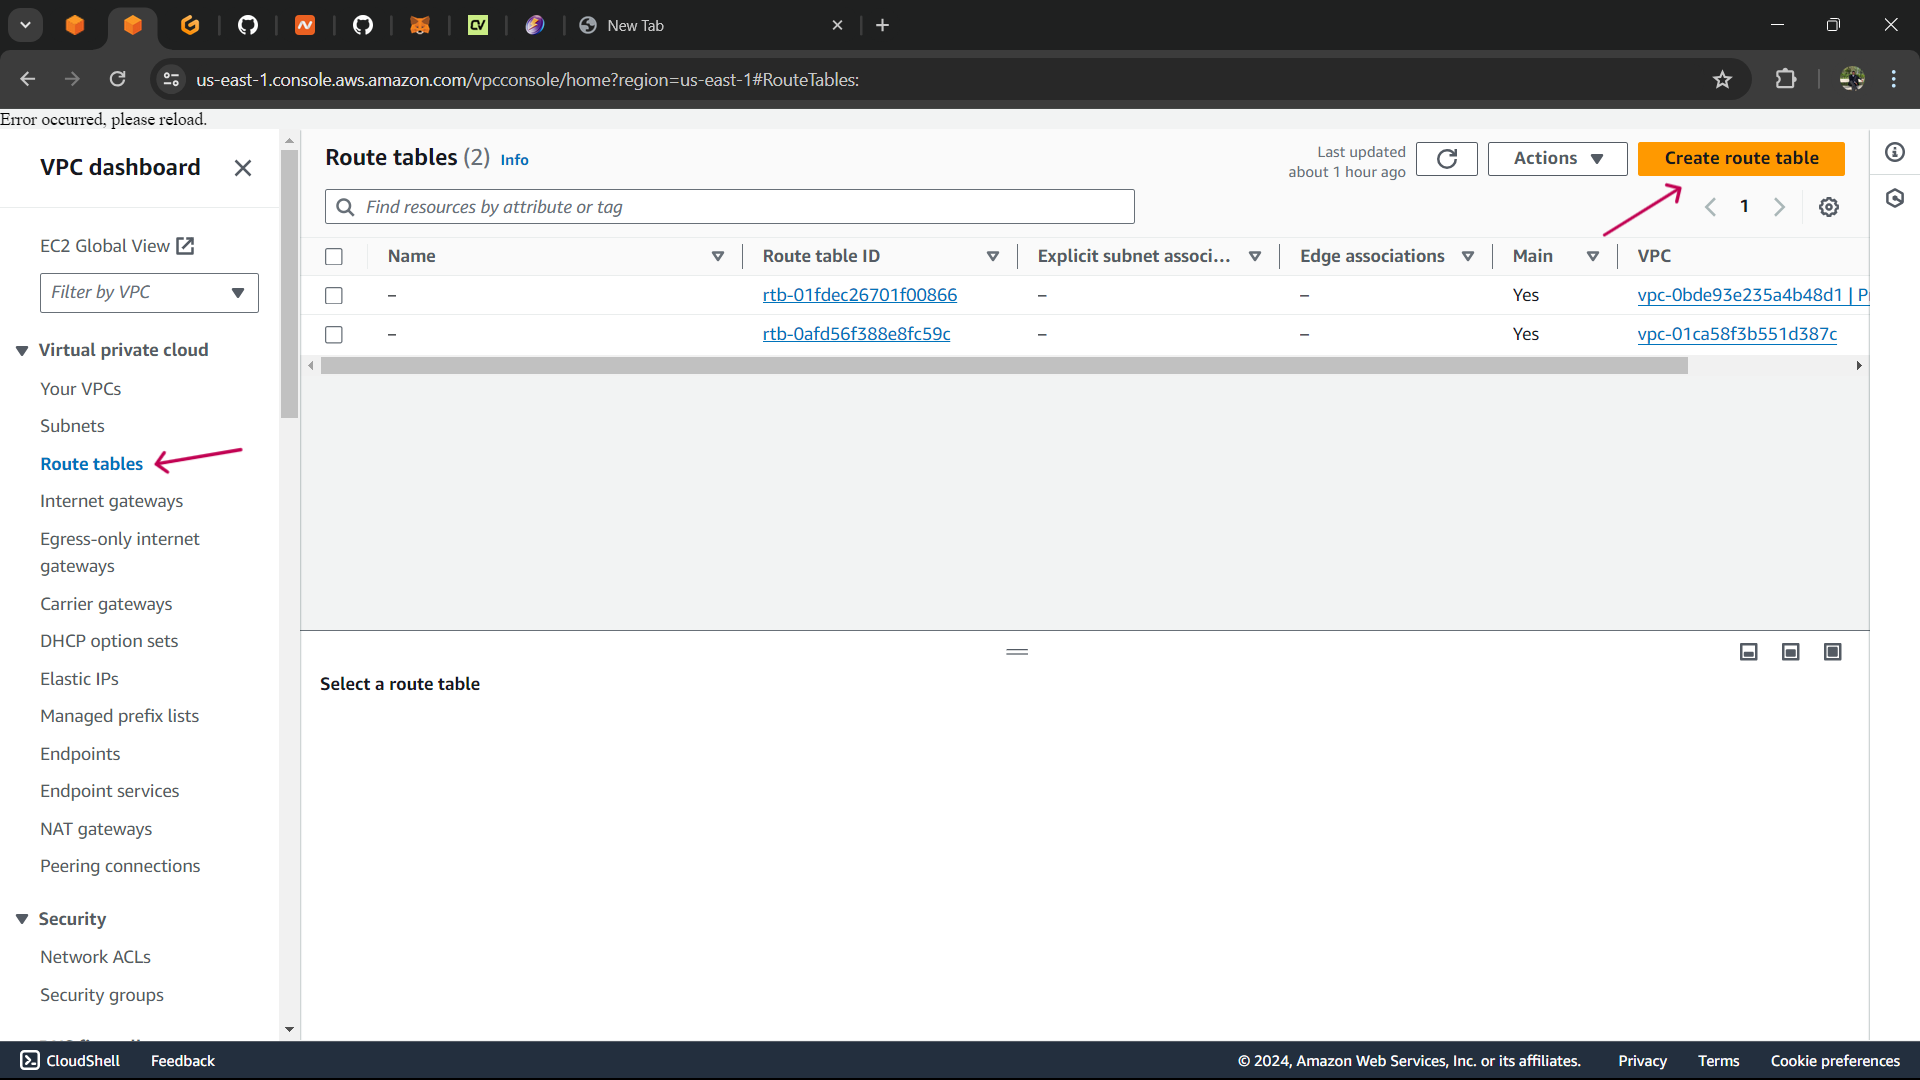 New Tab
us-east-1.console.aws.amazon.com/vpcconsole/home?region=us-east-1#RouteTables:
Error occurred, please reload.
VPC dashboard
EC2 Global View
Filter by VPC
Virtual private cloud
Your VPCs
Subnets
Route tables
Internet gateways
Egress-only internet
gateways
Carrier gateways
DHCP option sets
Elastic IPs
Managed prefix lists
Endpoints
Endpoint services
NAT gateways
Peering connections
Security
Network ACLs
Security groups
Route tables (2) Info
Last updated
about 1 hour ago
Actions
Create route table
Find resources by attribute or tag
1
Name Route table ID Explicit subnet associ... Edge associations Main VPC
– rtb-01fdec26701f00866 – – Yes vpc-0bde93e235a4b48d1 |
– rtb-0afd56f388e8fc59c – – Yes vpc-01ca58f3b551d387c
Select a route table
CloudShell Feedback © 2024, Amazon Web Services, Inc. or its affiliates. Privacy Terms Cookie preferences